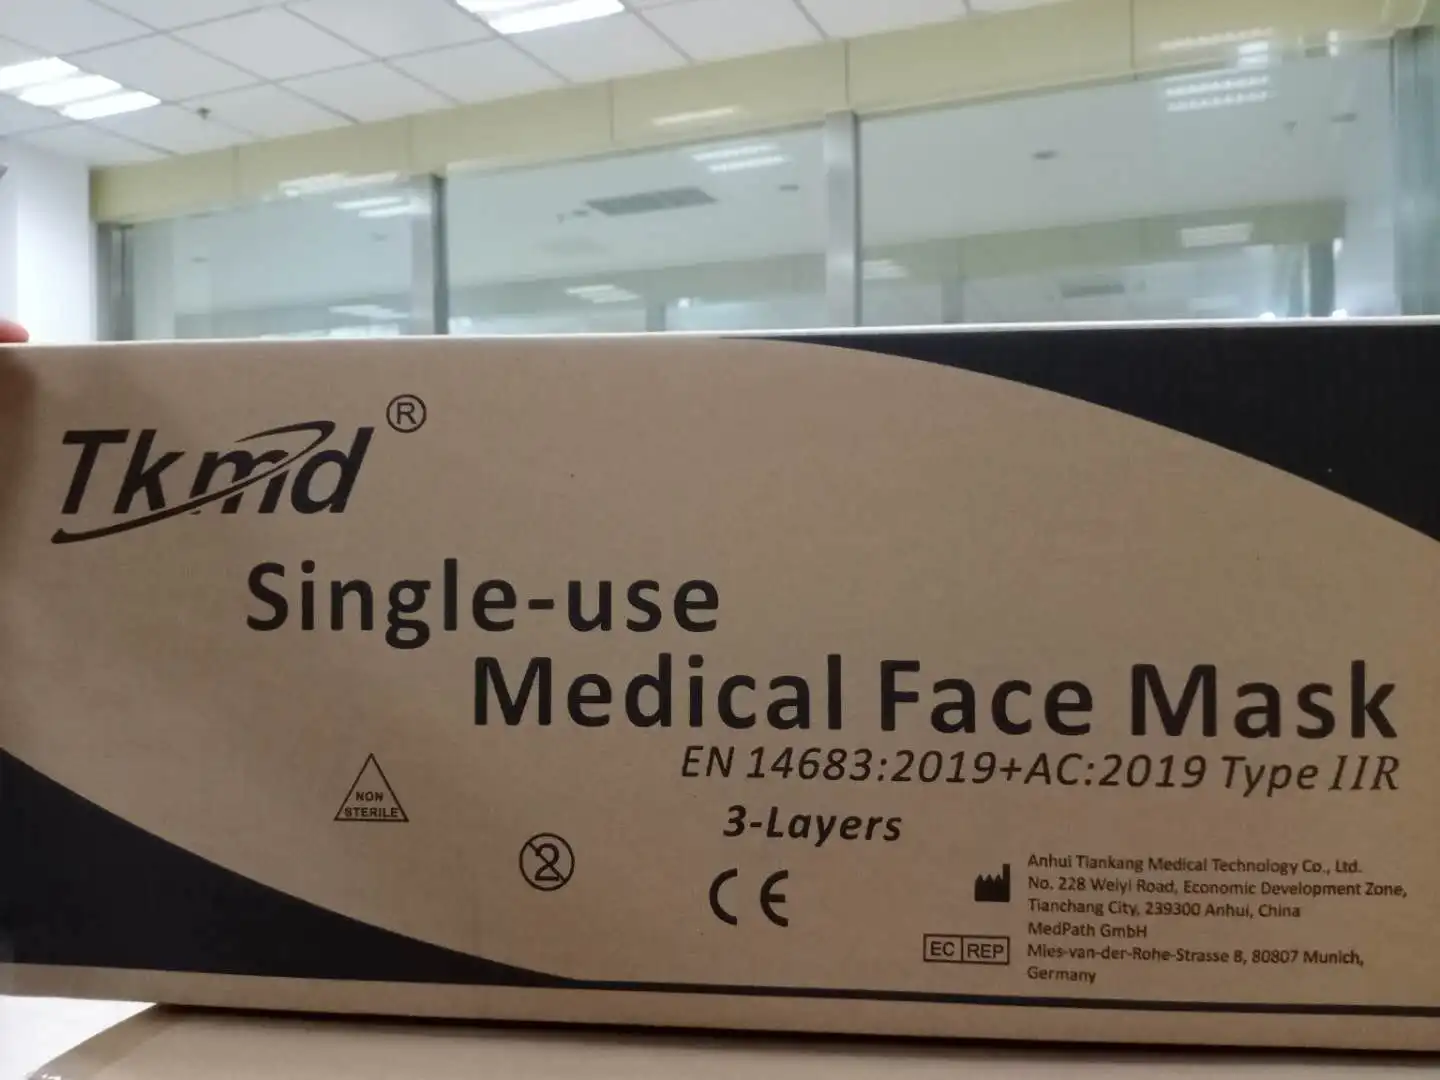 Tkmd®
Single-use
Medical Face Mask
EN 14683:2019+AC:2019 Type IIR
3-Layers
NON
STERILE
2
CE
Anhui Tiankang Medical Technology Co., Ltd.
No. 228 Weiyi Road, Economic Development Zone,
Tianchang City, 239300 Anhui, China
EC REP
MedPath GmbH
Mies-van-der-Rohe-Strasse 8, 80807 Munich,
Germany